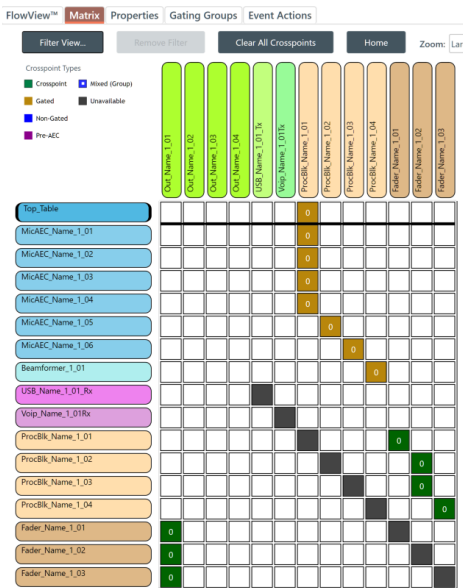 FlowView™ Matrix Properties Gating Groups Event Actions
Filter View... Remove Filter Clear All Crosspoints Home Zoom: Lar
Crosspoint Types
Crosspoint Mixed (Group)
Gated Unavailable
Non-Gated
Pre-AEC
Out_Name_1_01
Out_Name_1_02
Out_Name_1_03
Out_Name_1_04
USB_Name_1_01_Tx
Voip_Name_1_01Tx
ProcBlk_Name_1_01
ProcBlk_Name_1_02
ProcBlk_Name_1_03
ProcBlk_Name_1_04
Fader_Name_1_01
Fader_Name_1_02
Fader_Name_1_03
Top_Table 0
MicAEC_Name_1_01 0
MicAEC_Name_1_02 0
MicAEC_Name_1_03 0
MicAEC_Name_1_04 0
MicAEC_Name_1_05 0
MicAEC_Name_1_06 0
Beamformer_1_01 0
USB_Name_1_01_Rx
Voip_Name_1_01Rx
ProcBlk_Name_1_01 0
ProcBlk_Name_1_02 0
ProcBlk_Name_1_03 0
ProcBlk_Name_1_04 0
Fader_Name_1_01 0
Fader_Name_1_02 0
Fader_Name_1_03 0